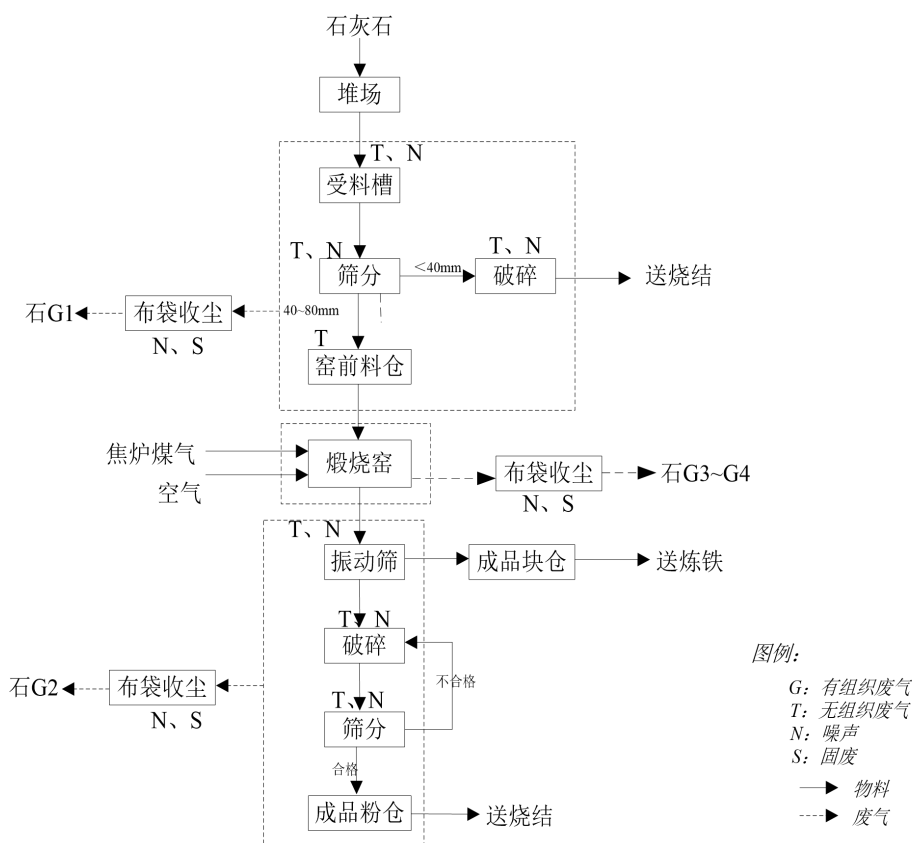 石灰石
堆场
T、N
受料槽
T、N
筛分
＜40mm
T、N
破碎
送烧结
石G1
布袋收尘
N、S
40~80mm
T
窑前料仓
焦炉煤气
空气
煅烧窑
布袋收尘
N、S
石G3~G4
T、N
振动筛
成品块仓
送炼铁
T、N
破碎
不合格
石G2
布袋收尘
N、S
T、N
筛分
合格
成品粉仓
送烧结
图例：
G：有组织废气
T：无组织废气
N：噪声
S：固废
物料
废气